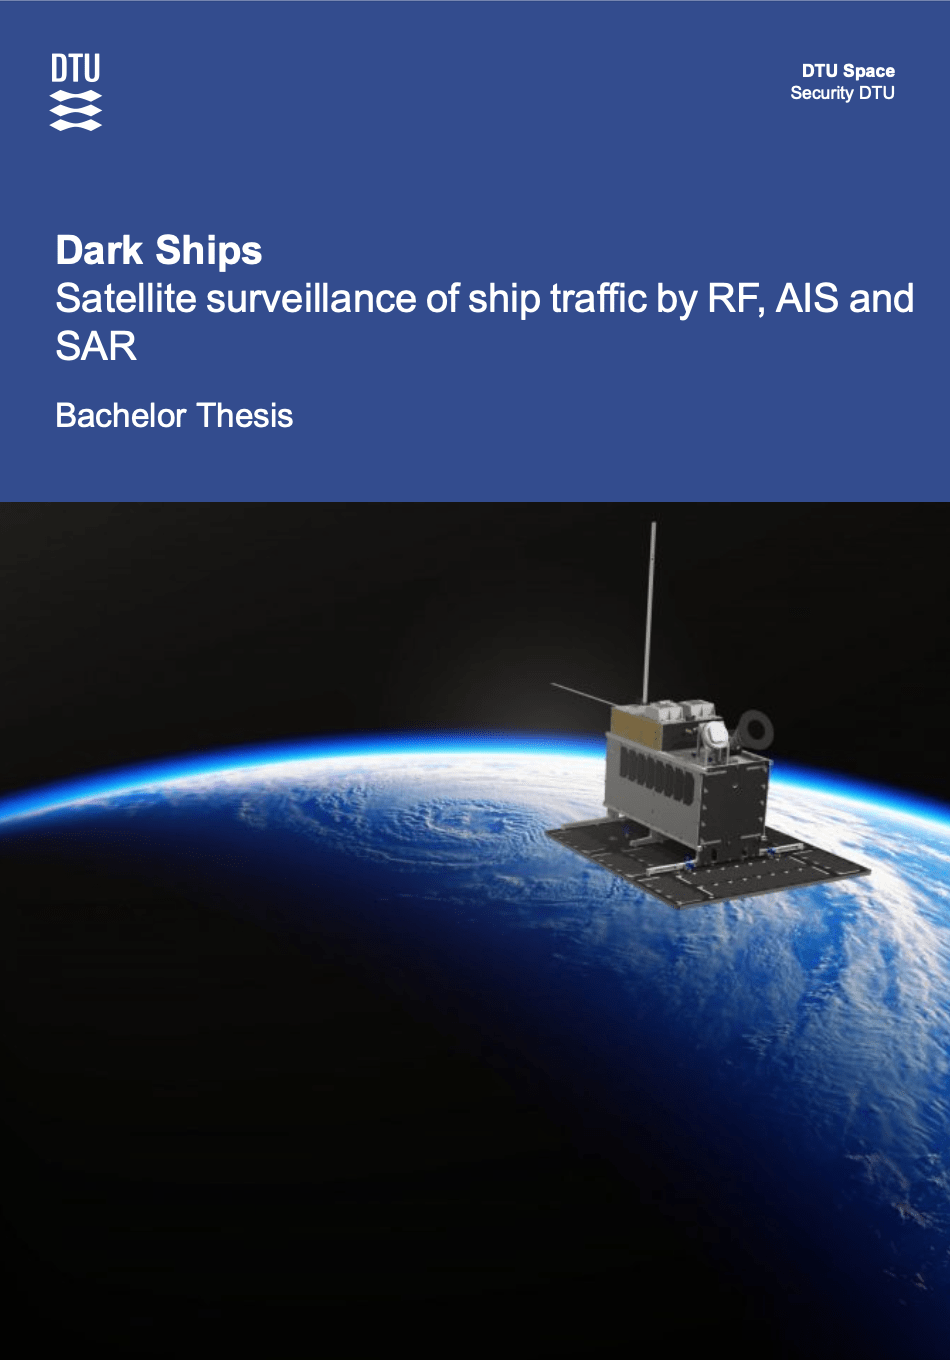 DTU
DTU Space
Security DTU
Dark Ships
Satellite surveillance of ship traffic by RF, AIS and
SAR
Bachelor Thesis